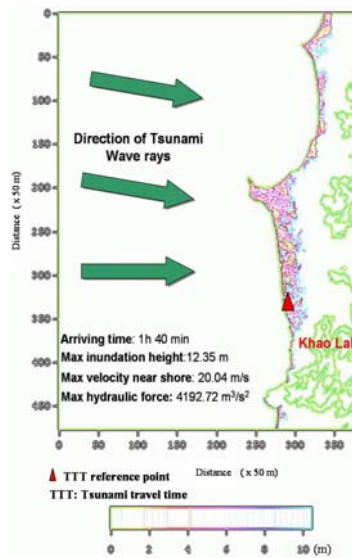 0
50
100
150
200
250
300
350
400
450
Distance ( x 50 m)
Direction of Tsunami
Wave rays
Arriving time: 1h 40 min
Max inundation height:12.35 m
Max velocity near shore: 20.04 m/s
Max hydraulic force: 4192.72 m³/s²
Khao Lak
0 50 100 150 200 250 300 350
Distance ( x 50 m)
TTT reference point
TTT: Tsunami travel time
0 2 4 6 8 10 (m)